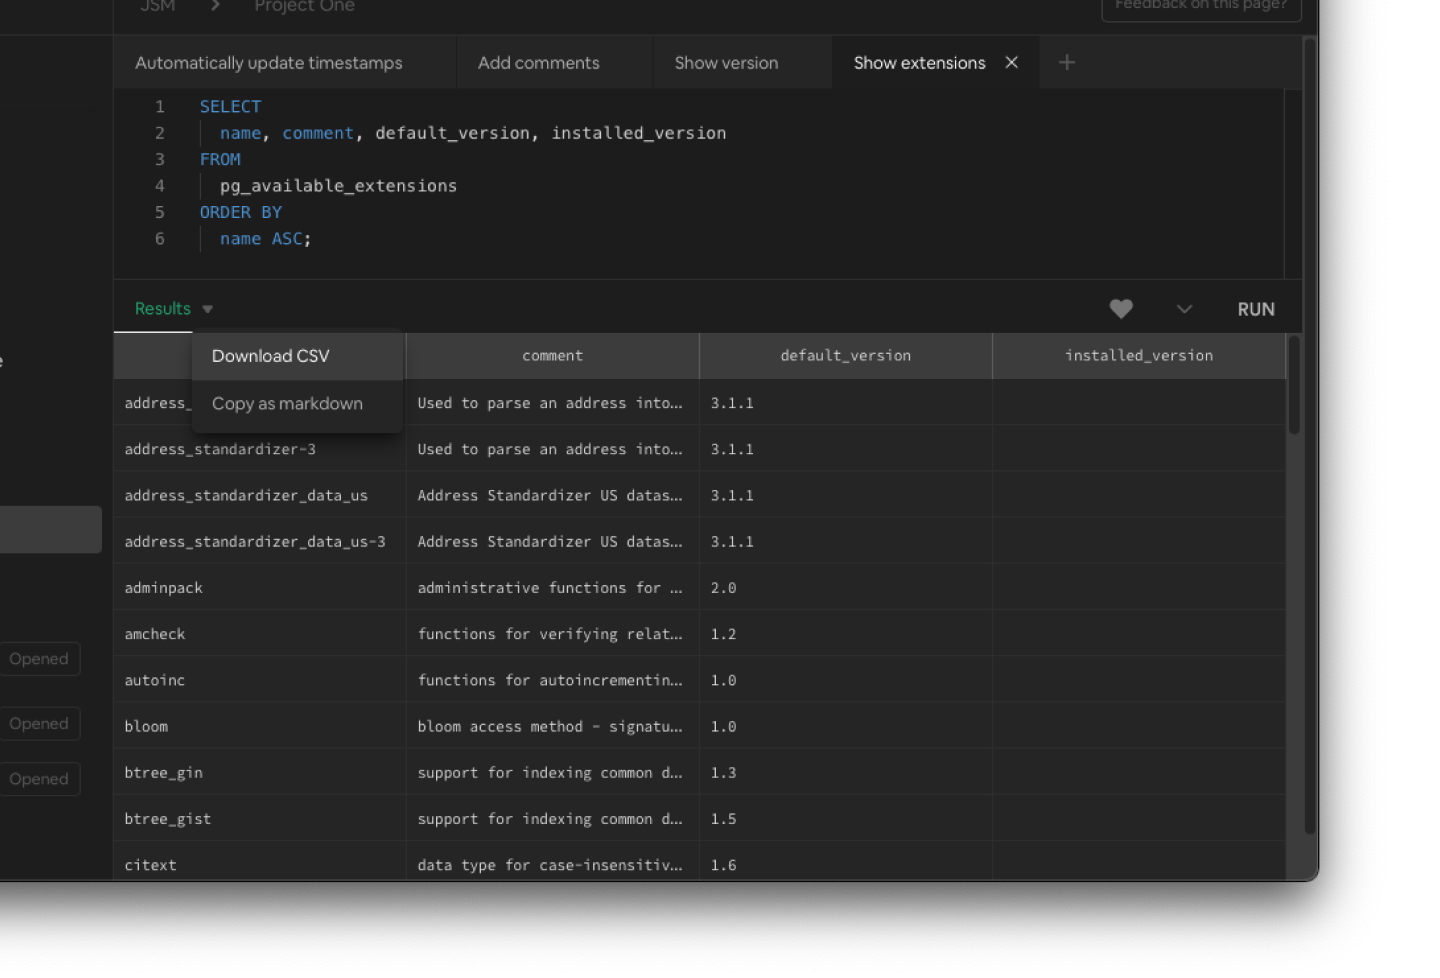 JSM > Project One
Feedback on this page?
Automatically update timestamps
Add comments
Show version
Show extensions
1 SELECT
2 name, comment, default_version, installed_version
3 FROM
4 pg_available_extensions
5 ORDER BY
6 name ASC;
Results
RUN
Download CSV
Copy as markdown
comment default_version installed_version
address_ Used to parse an address into... 3.1.1
address_standardizer-3 Used to parse an address into... 3.1.1
address_standardizer_data_us Address Standardizer US datas... 3.1.1
address_standardizer_data_us-3 Address Standardizer US datas... 3.1.1
adminpack administrative functions for ... 2.0
amcheck functions for verifying relat... 1.2
autoinc functions for autoincrementin... 1.0
bloom bloom access method - signatu... 1.0
btree_gin support for indexing common d... 1.3
btree_gist support for indexing common d... 1.5
citext data type for case-insensitiv... 1.6
e
Opened
Opened
Opened